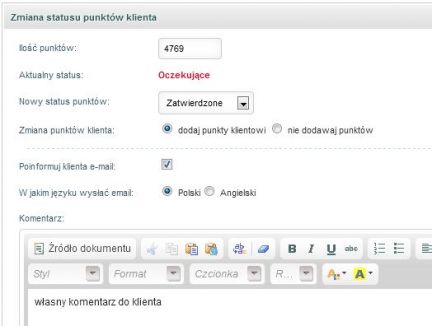 Zmiana statusu punktów klienta
Ilość punktów: 4769
Aktualny status: Oczekujące
Nowy status punktów: Zatwierdzone
Zmiana punktów klienta: dodaj punkty klientowi nie dodawaj punktów
Poinformuj klienta e-mail:
W jakim języku wysłać email: Polski Angielski
Komentarz:
Źródło dokumentu B I U abc
Styl Format Czcionka R... A A
własny komentarz do klienta